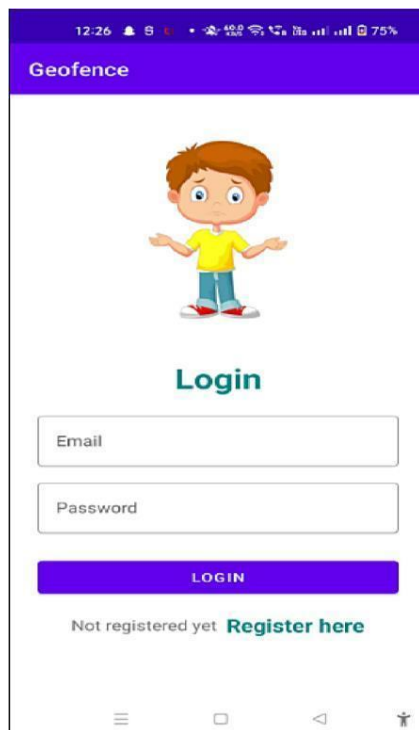 12:26 75%
Geofence
Login
Email
Password
LOGIN
Not registered yet Register here